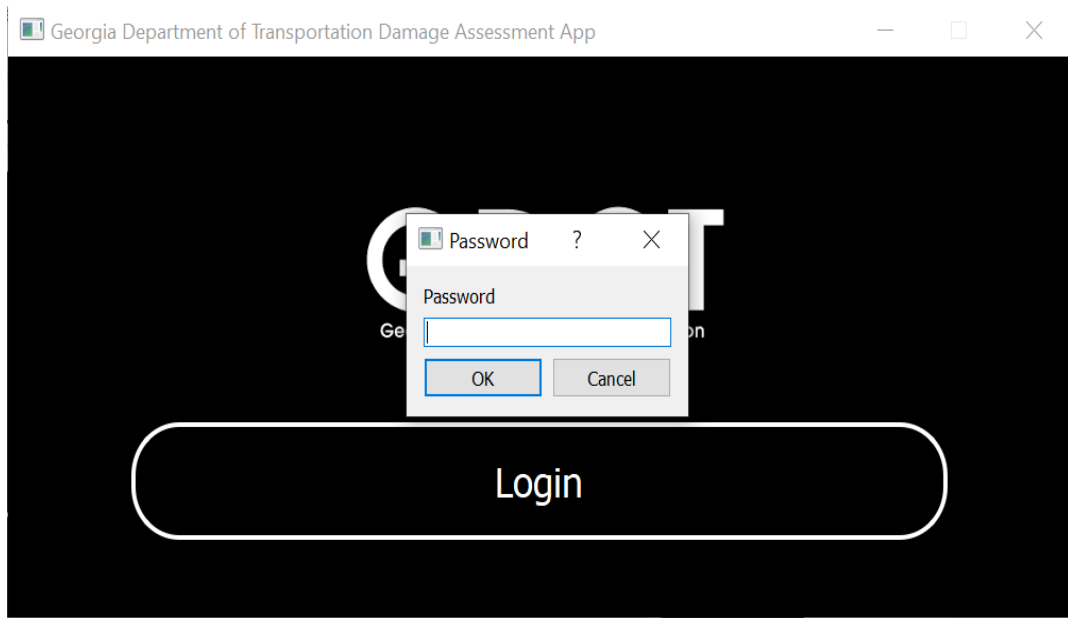 Georgia Department of Transportation Damage Assessment App
Password
Password
OK
Cancel
Login